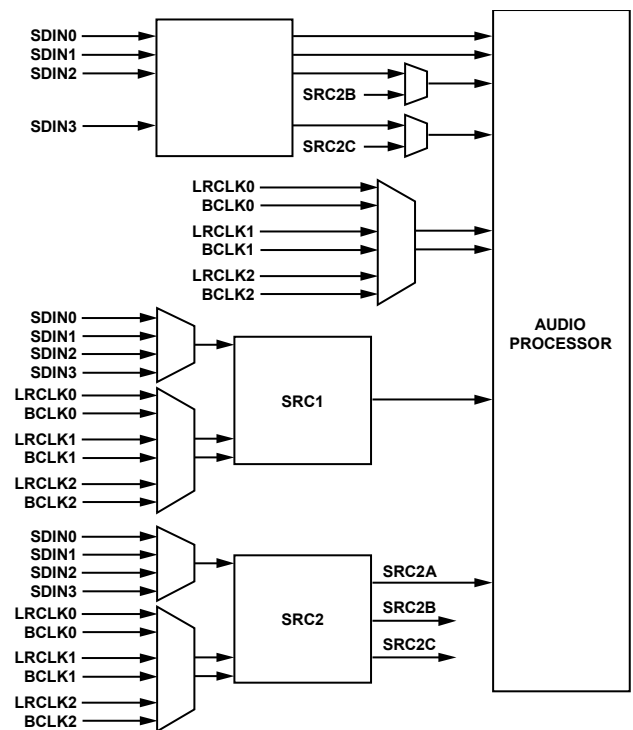 SDIN0
SDIN1
SDIN2
SRC2B
SDIN3
SRC2C
LRCLK0
BCLK0
LRCLK1
BCLK1
LRCLK2
BCLK2
AUDIO
PROCESSOR
SDIN0
SDIN1
SDIN2
SDIN3
LRCLK0
BCLK0
LRCLK1
BCLK1
LRCLK2
BCLK2
SRC1
SDIN0
SDIN1
SDIN2
SDIN3
LRCLK0
BCLK0
LRCLK1
BCLK1
LRCLK2
BCLK2
SRC2
SRC2A
SRC2B
SRC2C